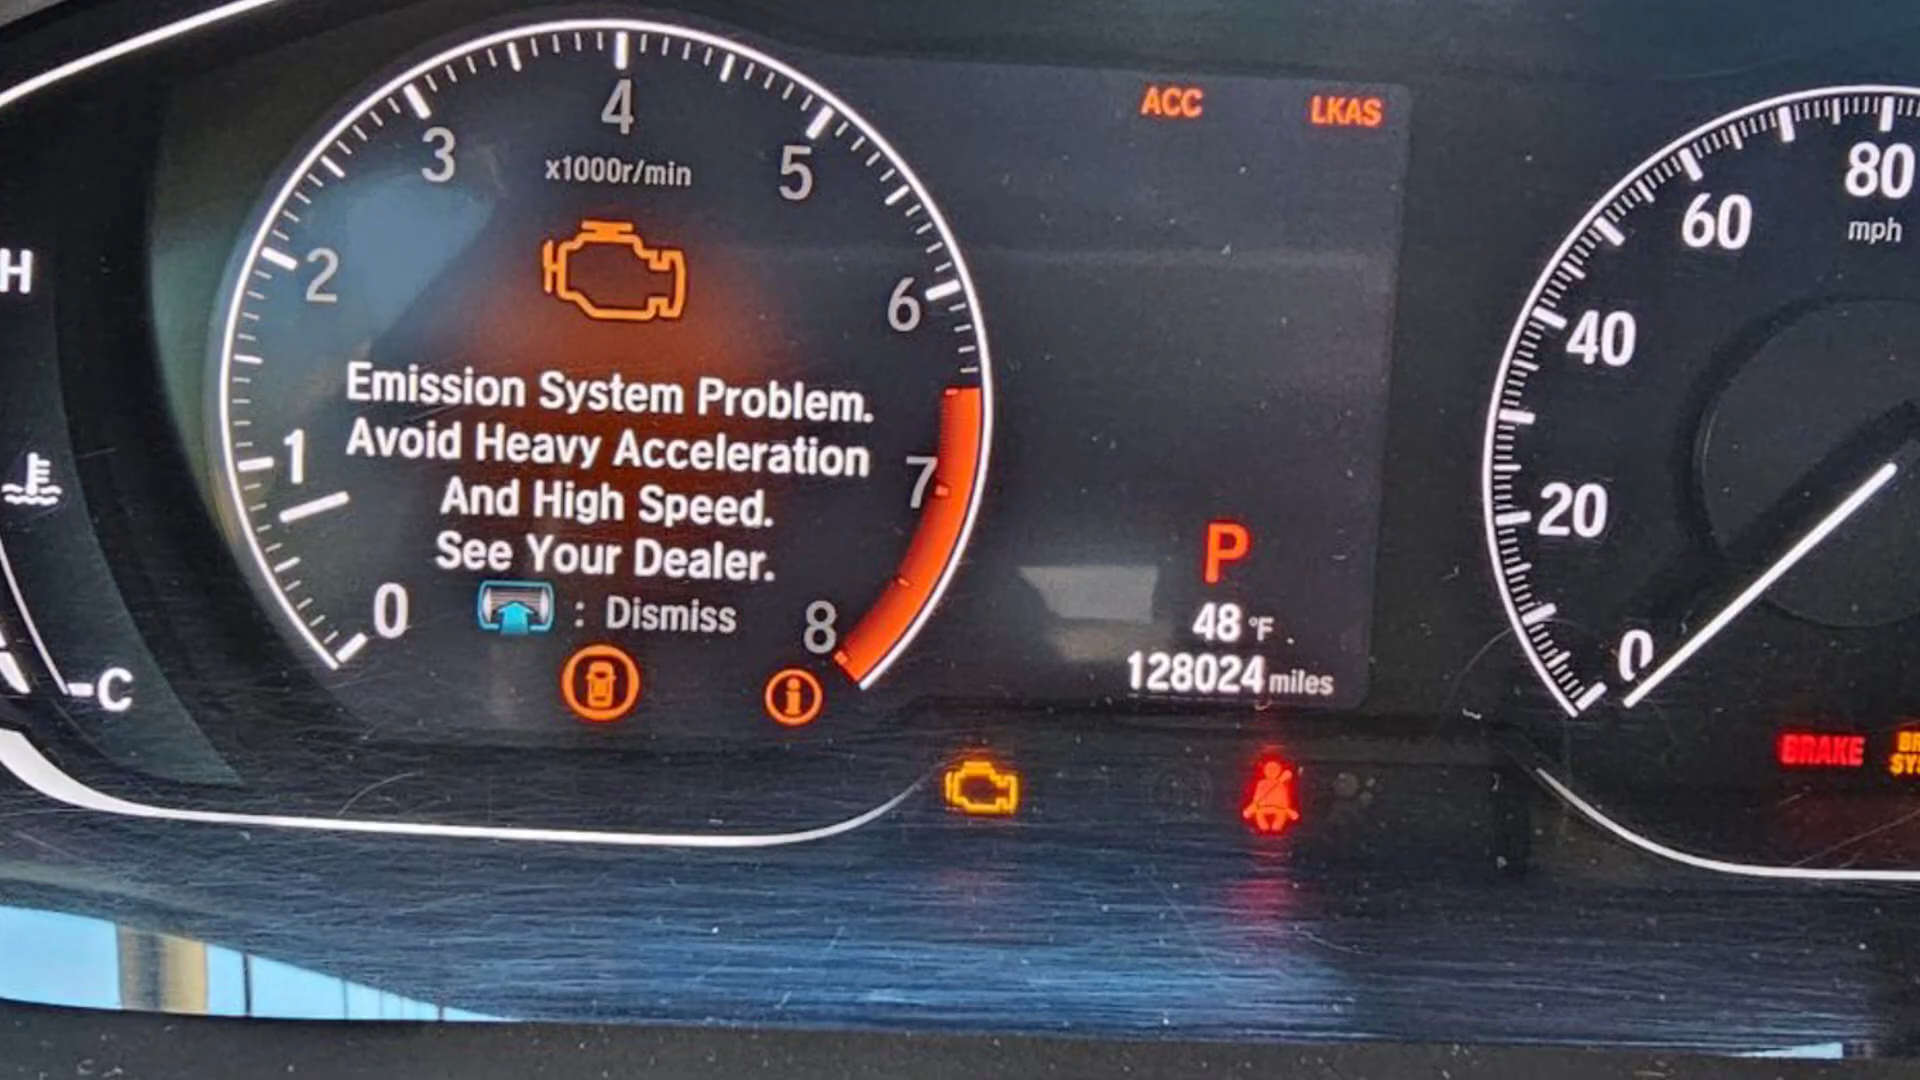 H
C
4
3
5
x1000r/min
2
6
1
7
0
8
Emission System Problem.
Avoid Heavy Acceleration
And High Speed.
See Your Dealer.
: Dismiss
ACC LKAS
P
48 °F
128024 miles
80
mph
60
40
20
0
BRAKE